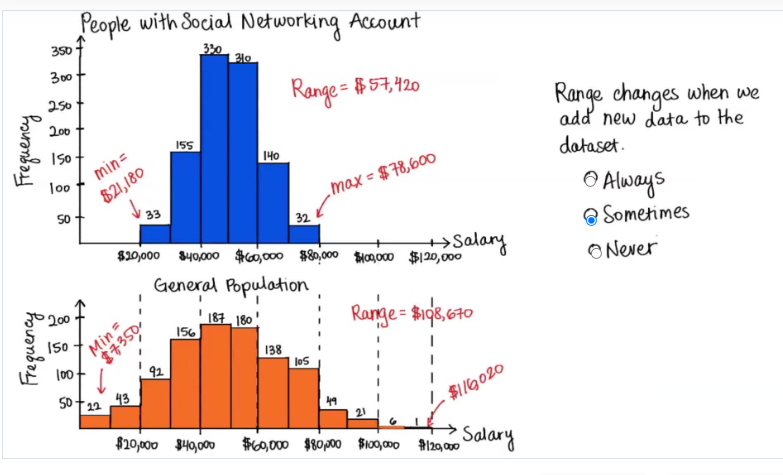 People with Social Networking Account
Frequency
350
300
250
200
150
100
50
33
155
330
310
140
32
min =
$21,180
Range = $57,420
max = $78,600
$20,000 $40,000 $60,000 $80,000 $100,000 $120,000
Salary
General Population
Frequency
200
150
100
50
22
43
92
156
187
180
138
105
49
21
6
1
Min =
$7350
Range = $108,670
$116,020
$20,000 $40,000 $60,000 $80,000 $100,000 $120,000
Salary
Range changes when we
add new data to the
dataset.
Always
Sometimes
Never